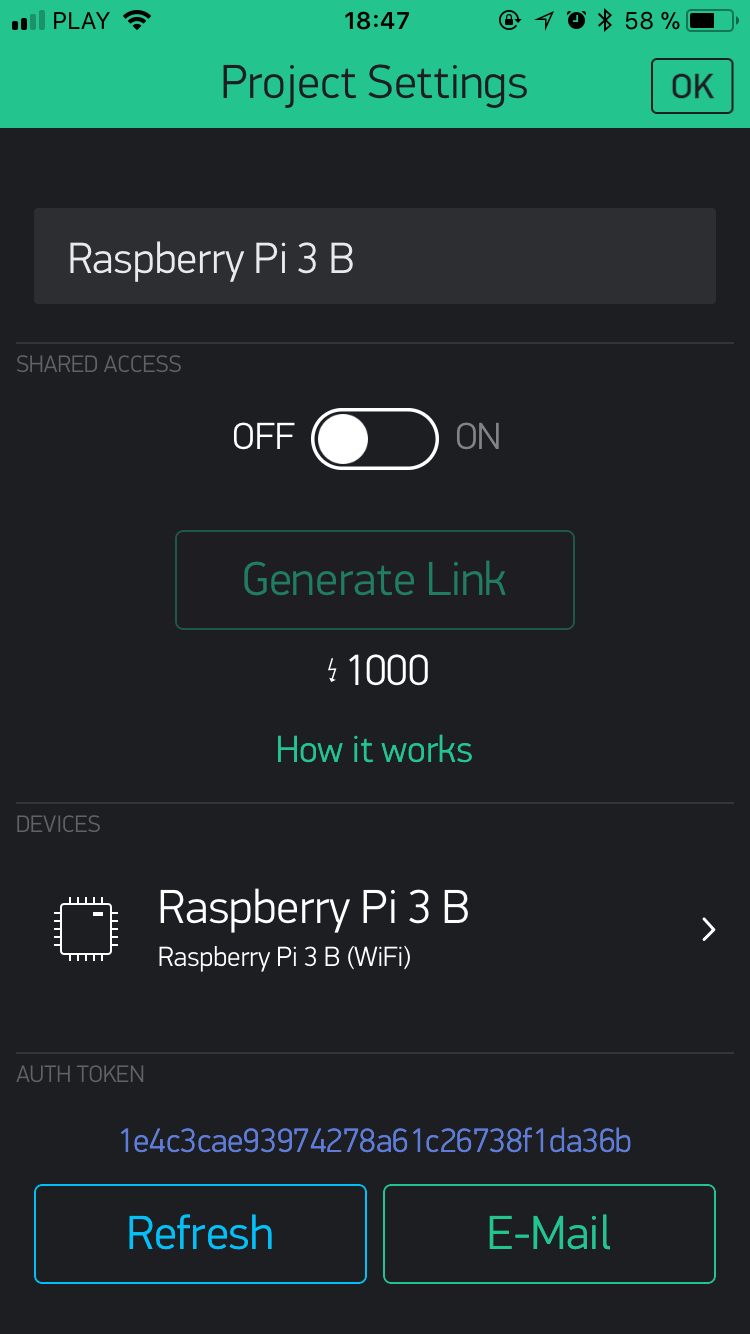 PLAY 18:47 58 %
Project Settings OK
Raspberry Pi 3 B
SHARED ACCESS
OFF ON
Generate Link
1000
How it works
DEVICES
Raspberry Pi 3 B
Raspberry Pi 3 B (WiFi)
AUTH TOKEN
1e4c3cae93974278a61c26738f1da36b
Refresh E-Mail